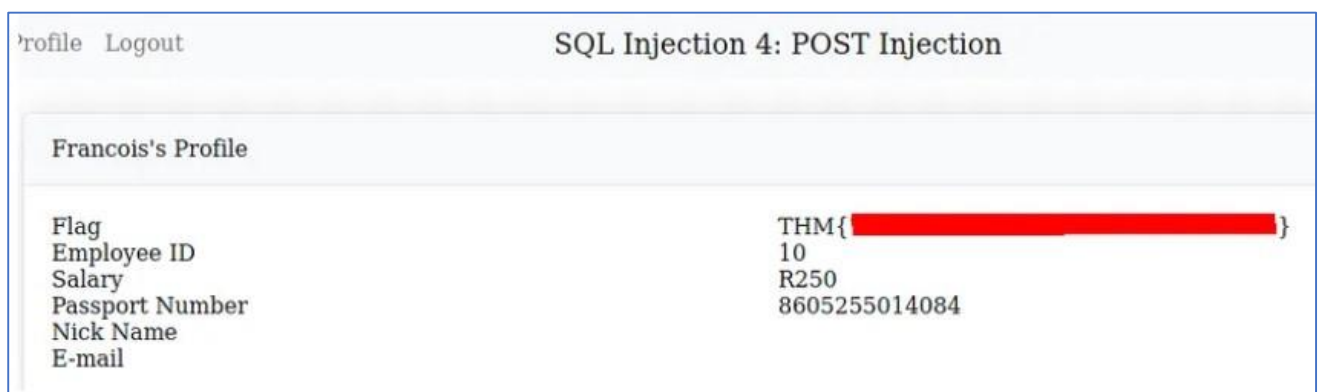 Profile Logout
SQL Injection 4: POST Injection
Francois's Profile
Flag THM{ }
Employee ID 10
Salary R250
Passport Number 8605255014084
Nick Name
E-mail